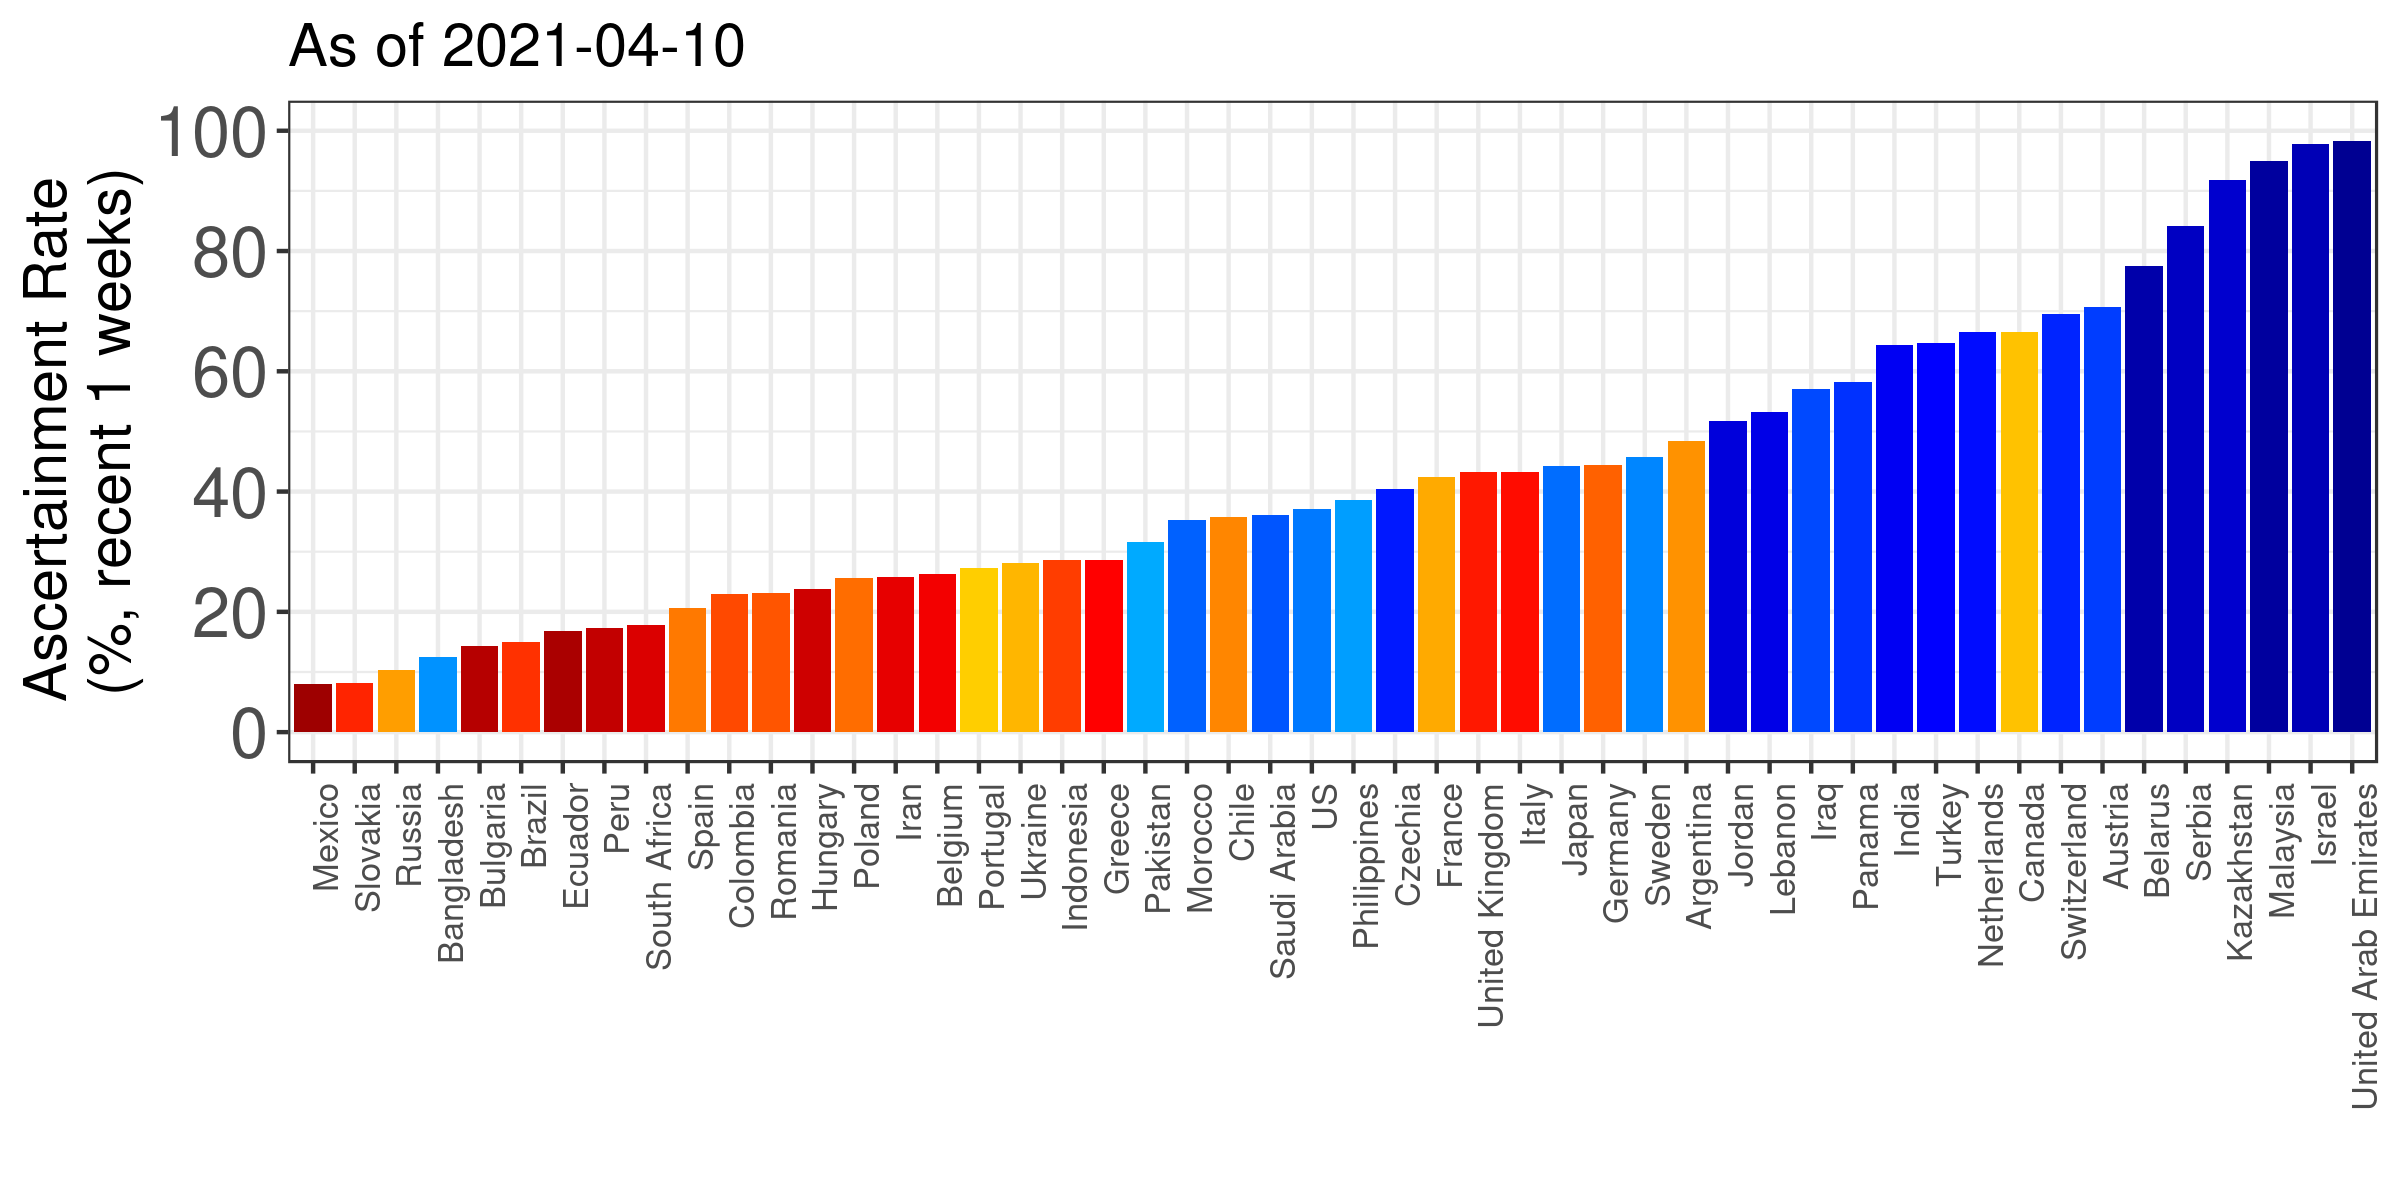 As of 2021-04-10
Ascertainment Rate
(%, recent 1 weeks)
100
80
60
40
20
0
Mexico
Slovakia
Russia
Bangladesh
Bulgaria
Brazil
Ecuador
Peru
South Africa
Spain
Colombia
Romania
Hungary
Poland
Iran
Belgium
Portugal
Ukraine
Indonesia
Greece
Pakistan
Morocco
Chile
Saudi Arabia
US
Philippines
Czechia
France
United Kingdom
Italy
Japan
Germany
Sweden
Argentina
Jordan
Lebanon
Iraq
Panama
India
Turkey
Netherlands
Canada
Switzerland
Austria
Belarus
Serbia
Kazakhstan
Malaysia
Israel
United Arab Emirates